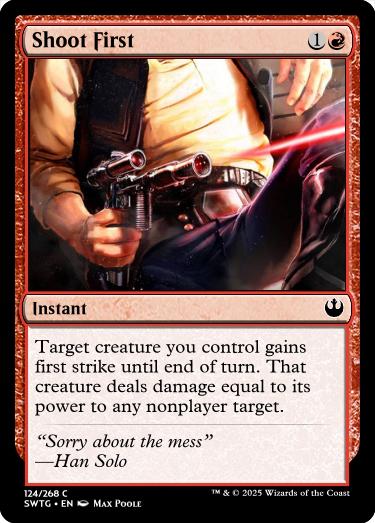 Shoot First 1
Instant
Target creature you control gains
first strike until end of turn. That
creature deals damage equal to its
power to any nonplayer target.
“Sorry about the mess”
—Han Solo
124/268 C
SWTG • EN Max Poole
™ & © 2025 Wizards of the Coast